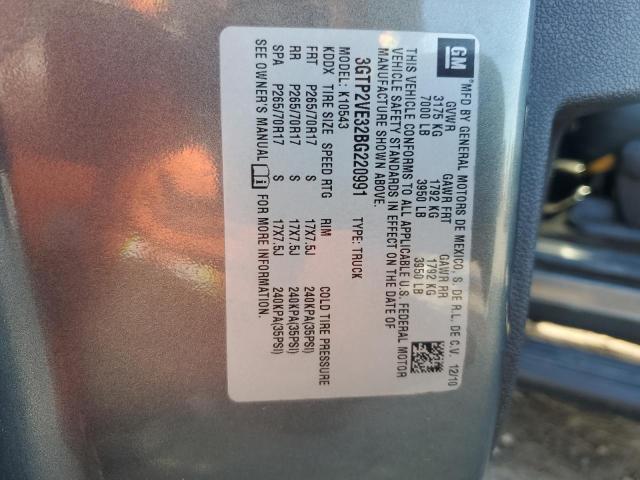 GM
MFD BY GENERAL MOTORS DE MEXICO, S. DE R.L. DE C.V. 12/10
GVWR GAWR FRT GAWR RR
3175 KG 1792 KG 1792 KG
7000 LB 3950 LB 3950 LB
THIS VEHICLE CONFORMS TO ALL APPLICABLE U.S. FEDERAL MOTOR
VEHICLE SAFETY STANDARDS IN EFFECT ON THE DATE OF
MANUFACTURE SHOWN ABOVE.
3GTP2VE32BG220991 TYPE: TRUCK
MODEL: K10543
KDDX TIRE SIZE SPEED RTG RIM COLD TIRE PRESSURE
FRT P265/70R17 S 17X7.5J 240KPA(35PSI)
RR P265/70R17 S 17X7.5J 240KPA(35PSI)
SPA P265/70R17 S 17X7.5J 240KPA(35PSI)
SEE OWNER'S MANUAL FOR MORE INFORMATION.